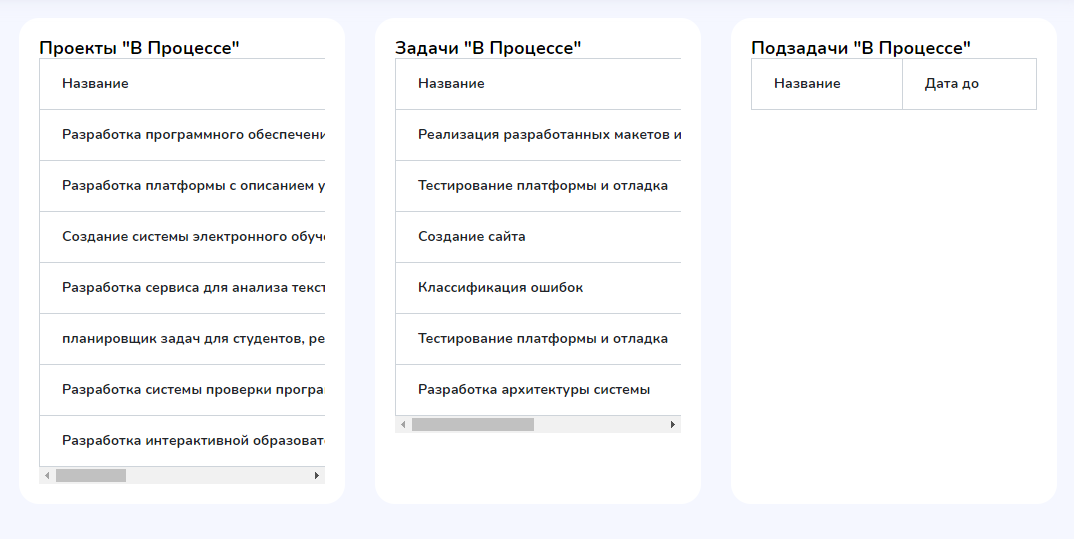 Проекты "В Процессе"
Название
Разработка программного обеспечени
Разработка платформы с описанием у
Создание системы электронного обуч
Разработка сервиса для анализа текст
планировщик задач для студентов, ре
Разработка системы проверки програ
Разработка интерактивной образоват
Задачи "В Процессе"
Название
Реализация разработанных макетов и
Тестирование платформы и отладка
Создание сайта
Классификация ошибок
Тестирование платформы и отладка
Разработка архитектуры системы
Подзадачи "В Процессе"
Название Дата до